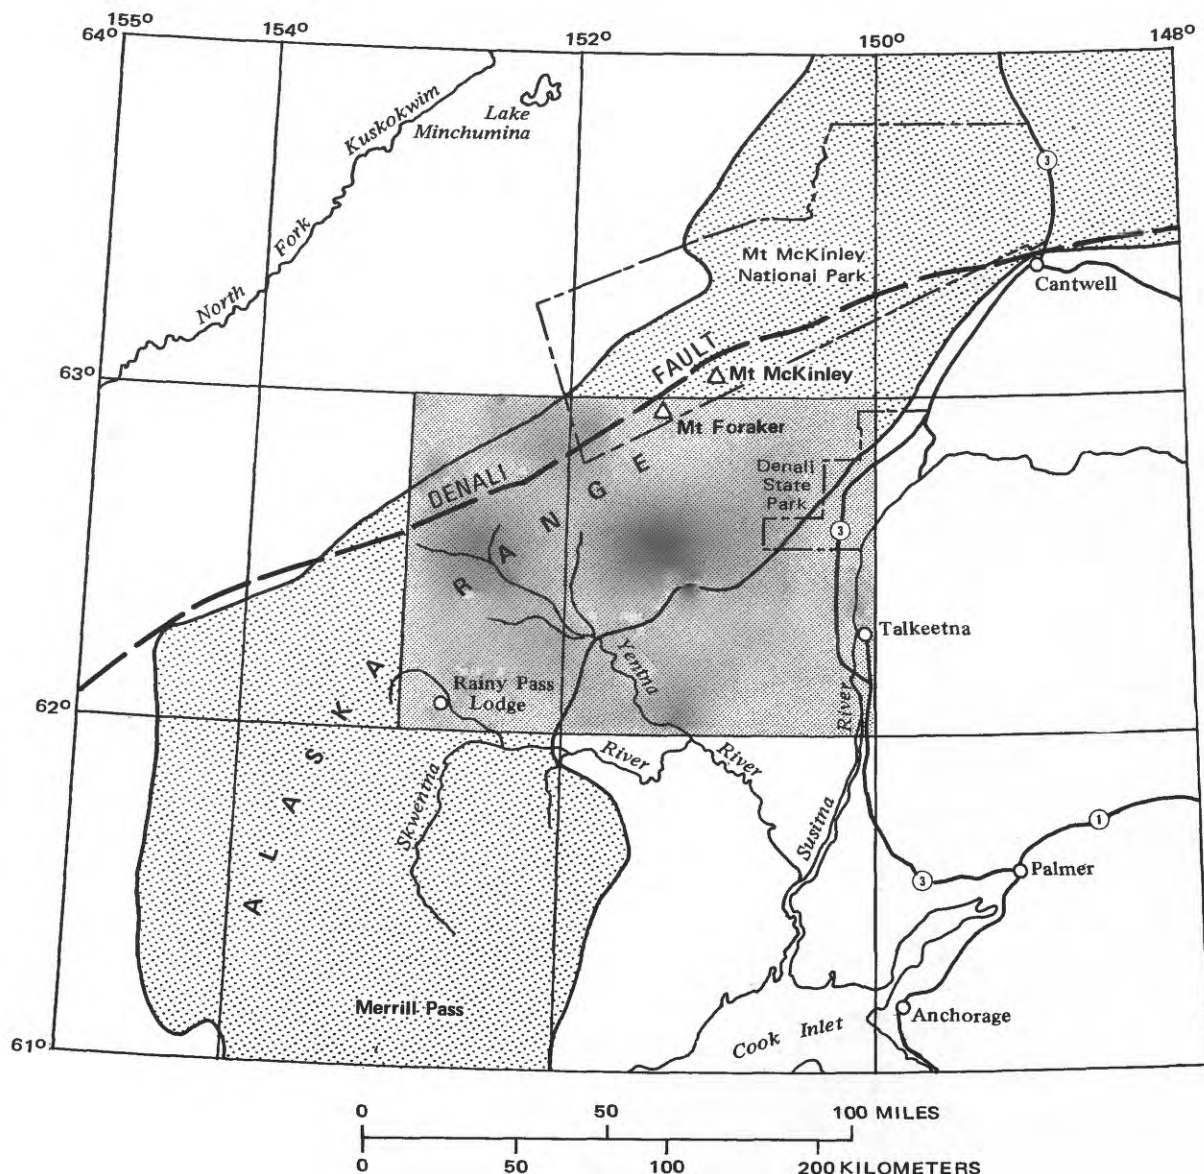 155°
64°
154°
152°
150°
148°
Kuskokwim
Fork
North
Lake
Minchumina
3
Mt McKinley
National Park
Cantwell
63°
FAULT
Mt McKinley
Mt Foraker
DENALI
RANGE
Denali
State
Park
3
Talkeetna
Yentna
River
Rainy Pass
Lodge
62°
ALASKA
River
River
Skwentna
Susitna
1
3
Palmer
Merrill Pass
Anchorage
Cook Inlet
61°
0 50 100 MILES
0 50 100 200 KILOMETERS